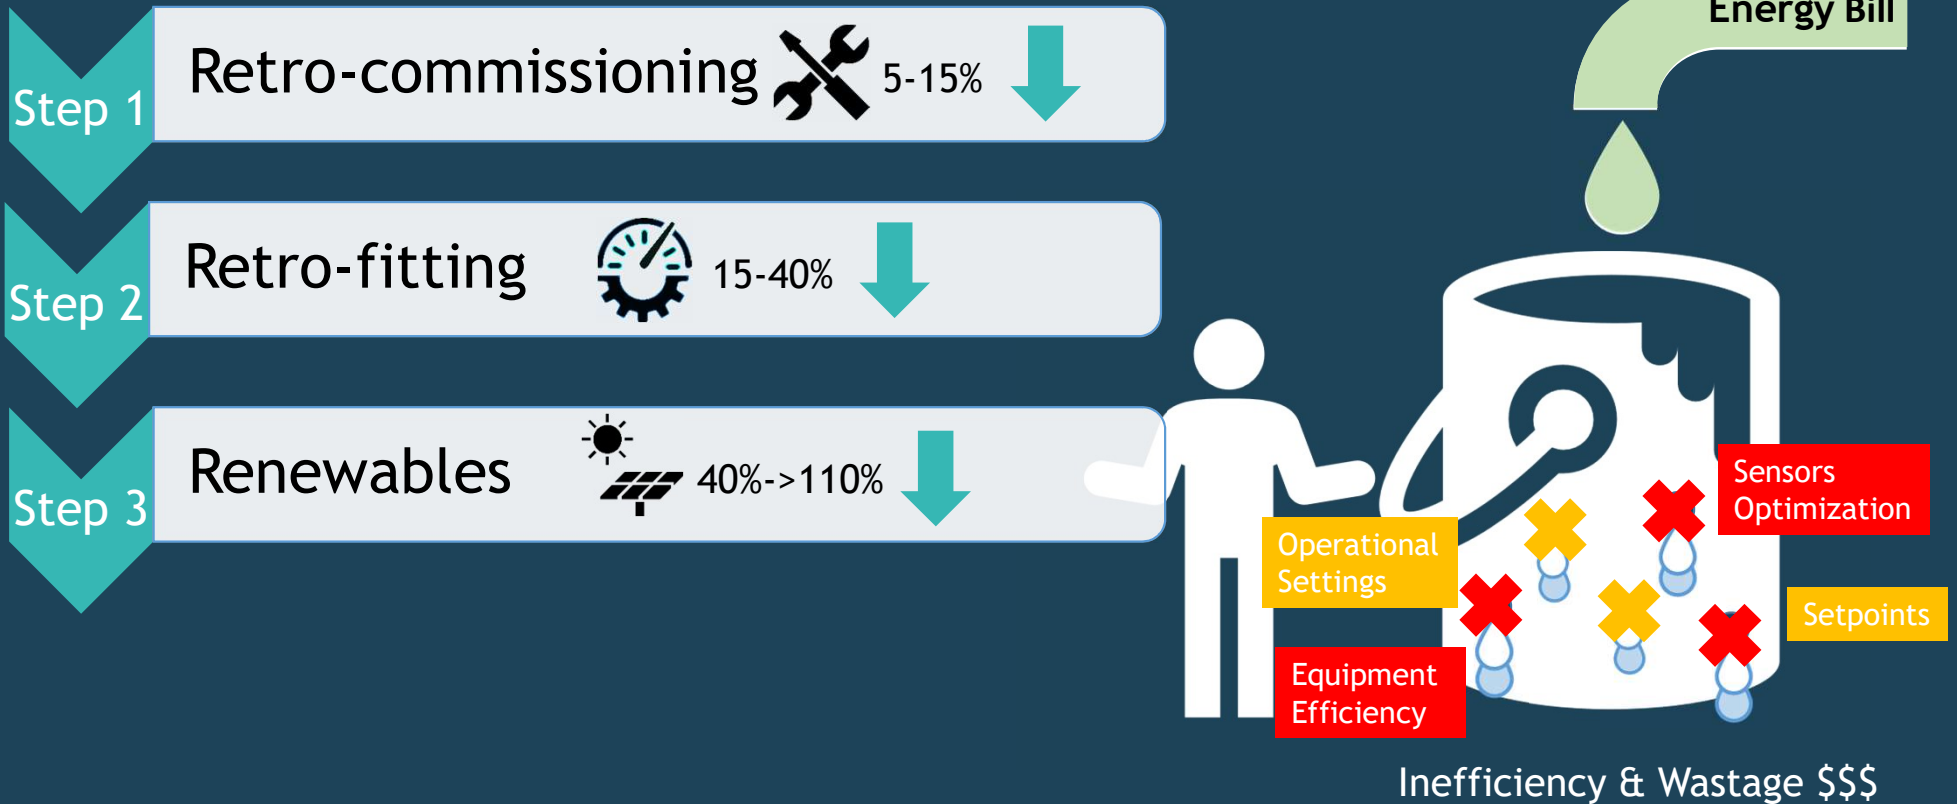 Energy Bill
Step 1
Retro-commissioning
5-15%
Step 2
Retro-fitting
15-40%
Step 3
Renewables
40%->110%
Sensors
Optimization
Operational
Settings
Setpoints
Equipment
Efficiency
Inefficiency & Wastage $$$